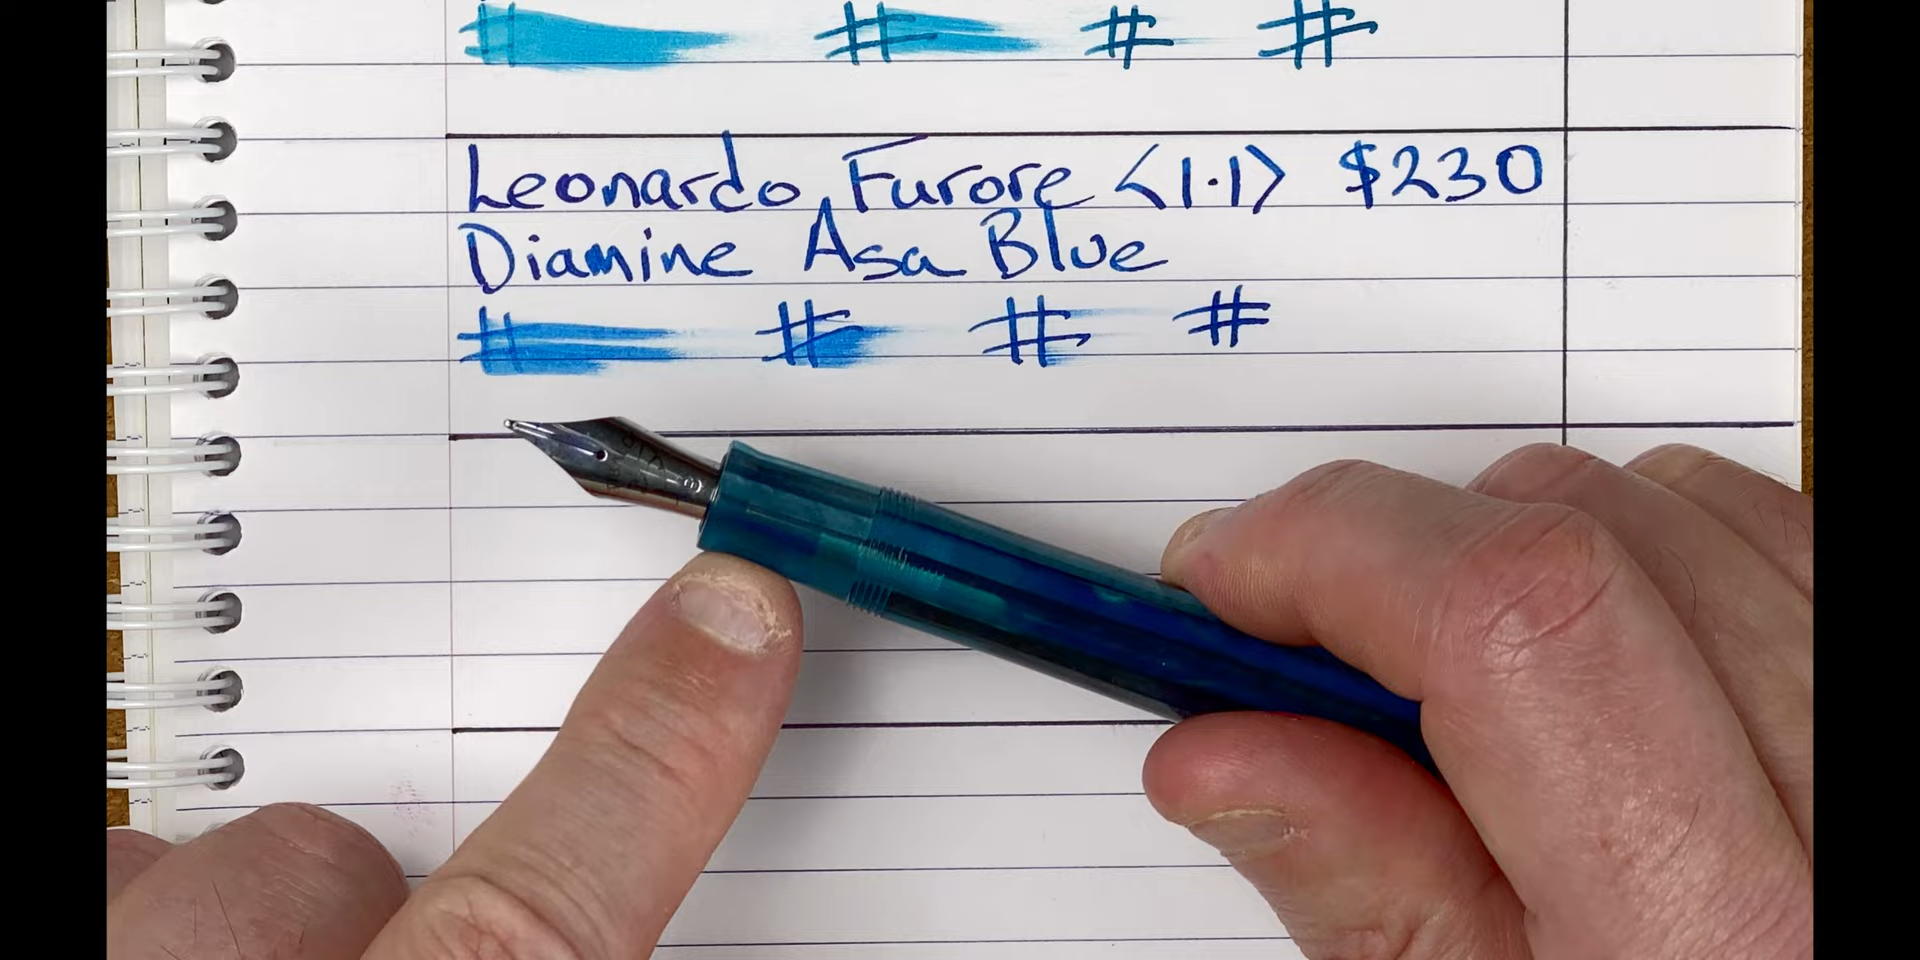 # # # #
Leonardo Furore <1.1> $230
Diamine Asa Blue
# # # #